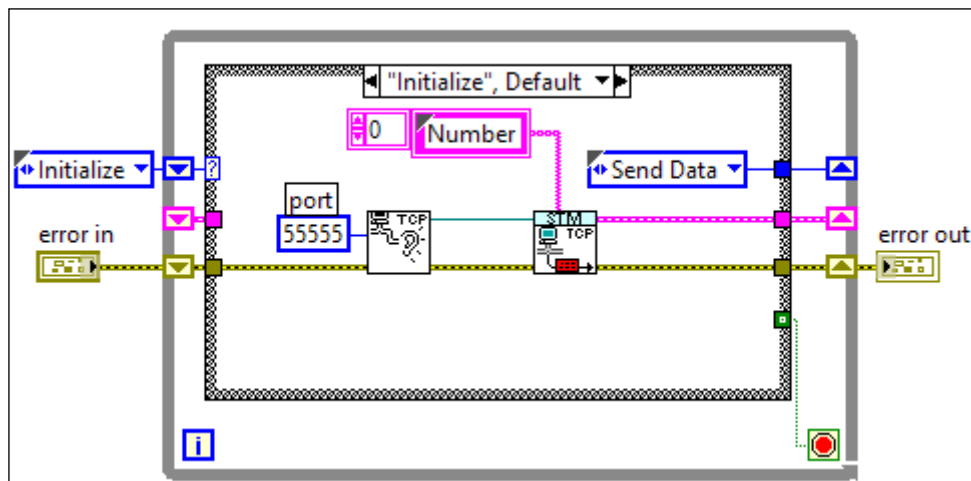 "Initialize", Default
0
Number
Initialize
?
Send Data
port
55555
TCP
STM
TCP
error in
error out
i